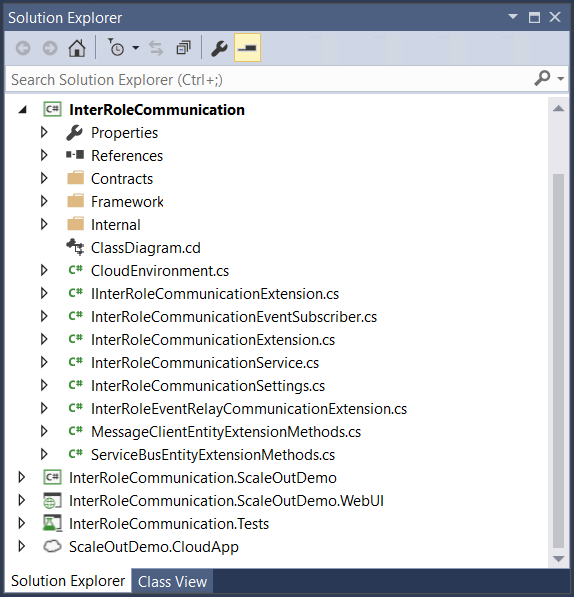 Solution Explorer
Search Solution Explorer (Ctrl+;)
C# InterRoleCommunication
Properties
References
Contracts
Framework
Internal
ClassDiagram.cd
C# CloudEnvironment.cs
C# IInterRoleCommunicationExtension.cs
C# InterRoleCommunicationEventSubscriber.cs
C# InterRoleCommunicationExtension.cs
C# InterRoleCommunicationService.cs
C# InterRoleCommunicationSettings.cs
C# InterRoleEventRelayCommunicationExtension.cs
C# MessageClientEntityExtensionMethods.cs
C# ServiceBusEntityExtensionMethods.cs
C# InterRoleCommunication.ScaleOutDemo
InterRoleCommunication.ScaleOutDemo.WebUI
InterRoleCommunication.Tests
ScaleOutDemo.CloudApp
Solution Explorer Class View